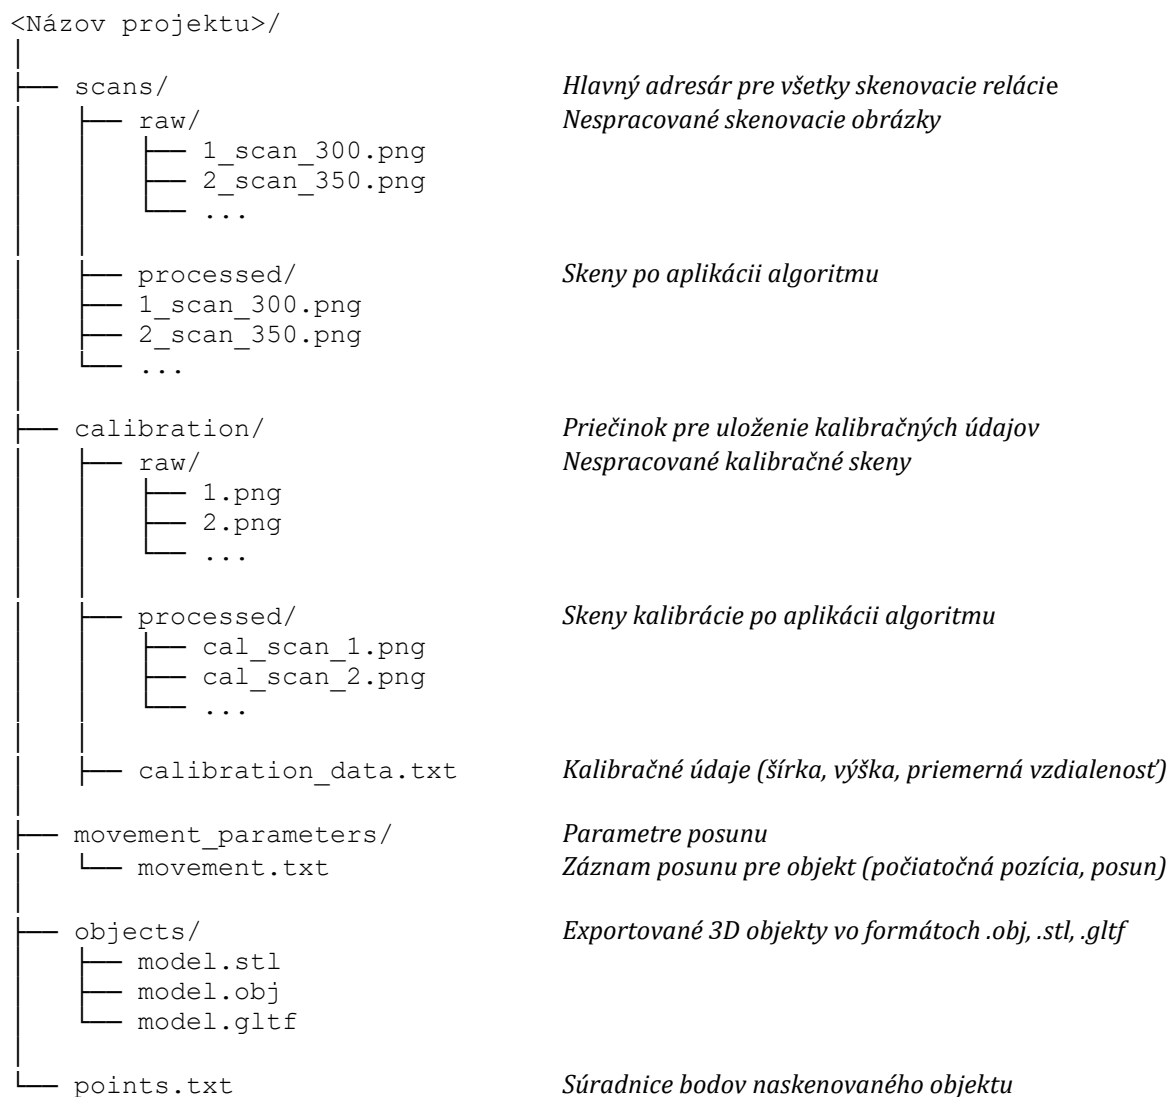 <Názov projektu>/
scans/ Hlavný adresár pre všetky skenovacie relácie
raw/ Nespracované skenovacie obrázky
1_scan_300.png
2_scan_350.png
...
processed/ Skeny po aplikácii algoritmu
1_scan_300.png
2_scan_350.png
...
calibration/ Priečinok pre uloženie kalibračných údajov
raw/ Nespracované kalibračné skeny
1.png
2.png
...
processed/ Skeny kalibrácie po aplikácii algoritmu
cal_scan_1.png
cal_scan_2.png
...
calibration_data.txt Kalibračné údaje (šírka, výška, priemerná vzdialenosť)
movement_parameters/ Parametre posunu
movement.txt Záznam posunu pre objekt (počiatočná pozícia, posun)
objects/ Exportované 3D objekty vo formátoch .obj, .stl, .gltf
model.stl
model.obj
model.gltf
points.txt Súradnice bodov naskenovaného objektu